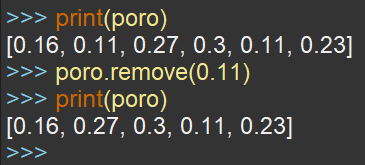 >>> print(poro)
[0.16, 0.11, 0.27, 0.3, 0.11, 0.23]
>>> poro.remove(0.11)
>>> print(poro)
[0.16, 0.27, 0.3, 0.11, 0.23]
>>>